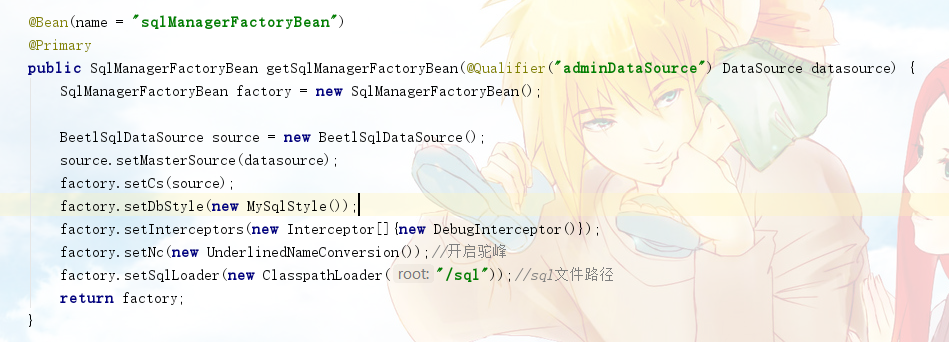 @Bean(name = "sqlManagerFactoryBean")
@Primary
public SqlManagerFactoryBean getSqlManagerFactoryBean(@Qualifier("adminDataSource") DataSource datasource) {
    SqlManagerFactoryBean factory = new SqlManagerFactoryBean();

    BeetlSqlDataSource source = new BeetlSqlDataSource();
    source.setMasterSource(datasource);
    factory.setCs(source);
    factory.setDbStyle(new MySqlStyle());
    factory.setInterceptors(new Interceptor[]{new DebugInterceptor()});
    factory.setNc(new UnderlinedNameConversion());//开启驼峰
    factory.setSqlLoader(new ClasspathLoader( root: "/sql"));//sql文件路径
    return factory;
}